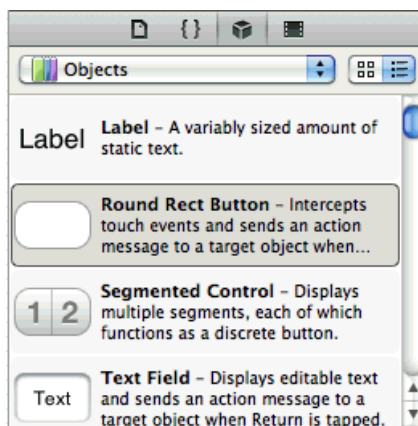 { }
Objects
Label
Label – A variably sized amount of
static text.
Round Rect Button – Intercepts
touch events and sends an action
message to a target object when...
1 2
Segmented Control – Displays
multiple segments, each of which
functions as a discrete button.
Text
Text Field – Displays editable text
and sends an action message to a
target object when Return is tapped.